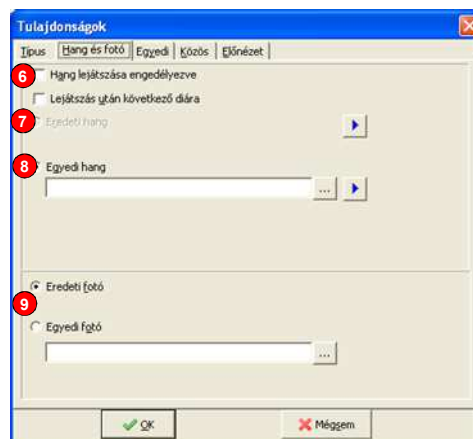 Tulajdonságok
Típus Hang és fotó Egyedi Közös Előnézet
6 Hang lejátszása engedélyezve
Lejátszás után következő diára
7 Eredeti hang
8 Egyedi hang
...
Eredeti fotó
9
Egyedi fotó
...
OK Mégsem